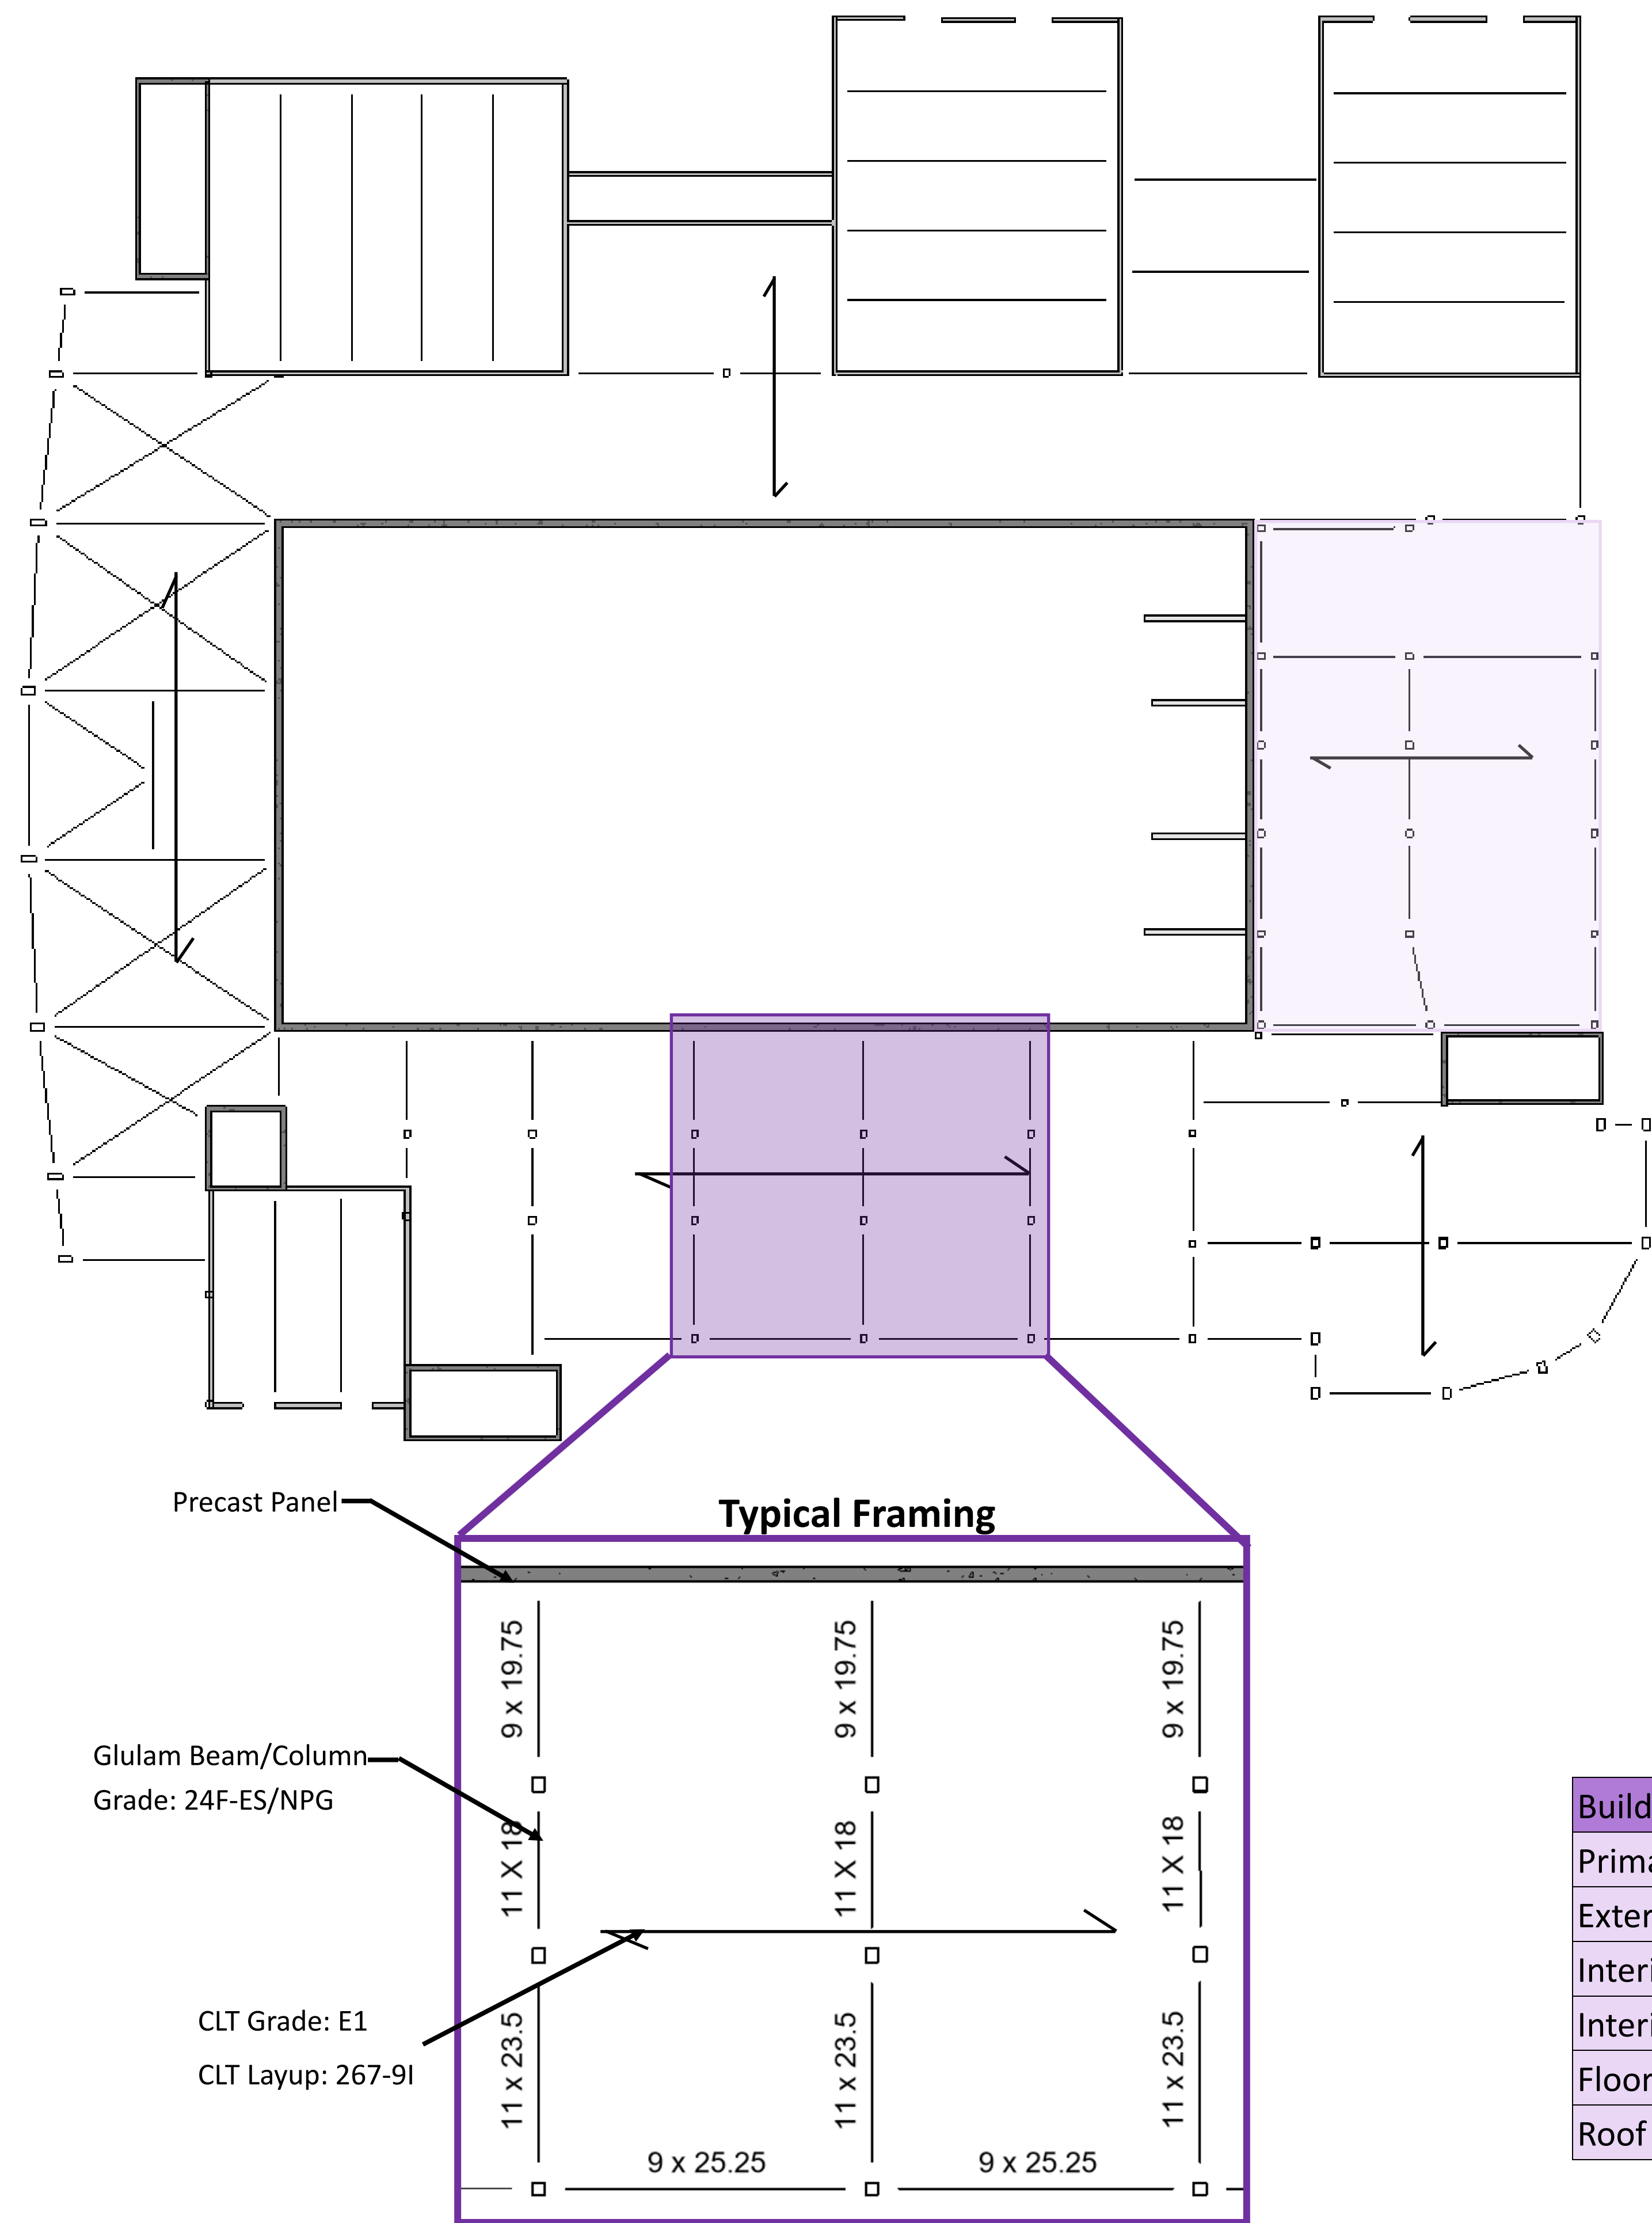 Precast Panel
Typical Framing
9 x 19.75
9 x 19.75
9 x 19.75
Glulam Beam/Column
Grade: 24F-ES/NPG
11 X 18
11 X 18
11 X 18
CLT Grade: E1
CLT Layup: 267-9l
11 x 23.5
11 x 23.5
11 x 23.5
9 x 25.25
9 x 25.25
Build
Prima
Exter
Interi
Interi
Floor
Roof